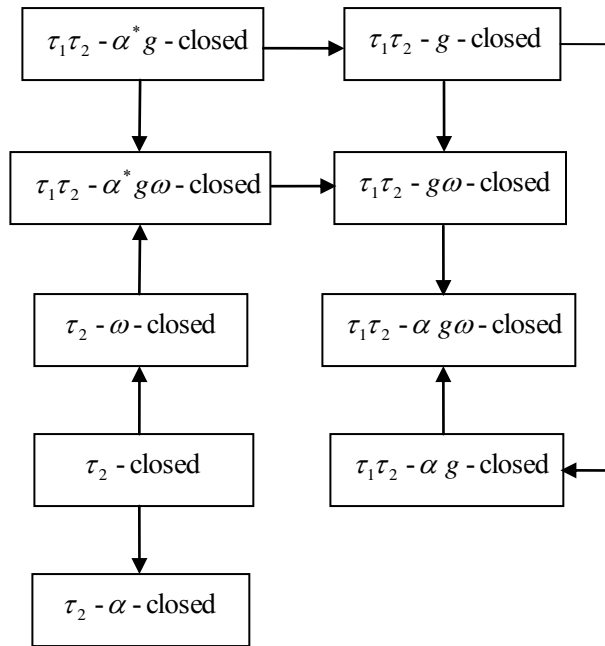 τ₁τ₂ - α* g - closed
τ₁τ₂ - g - closed
τ₁τ₂ - α* gω - closed
τ₁τ₂ - gω - closed
τ₂ - ω - closed
τ₁τ₂ - α gω - closed
τ₂ - closed
τ₁τ₂ - α g - closed
τ₂ - α - closed